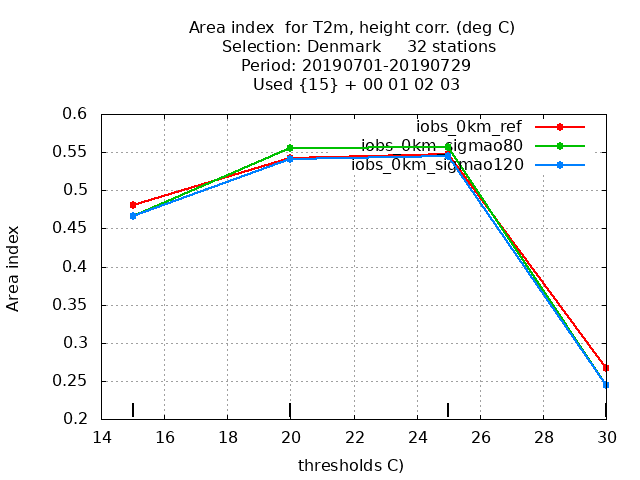 Area index  for T2m, height corr. (deg C)
Selection: Denmark     32 stations
Period: 20190701-20190729
Used {15} + 00 01 02 03
iobs_0km_ref
iobs_0km_sigmao80
iobs_0km_sigmao120
Area index
0.6
0.55
0.5
0.45
0.4
0.35
0.3
0.25
0.2
14 16 18 20 22 24 26 28 30
thresholds C)